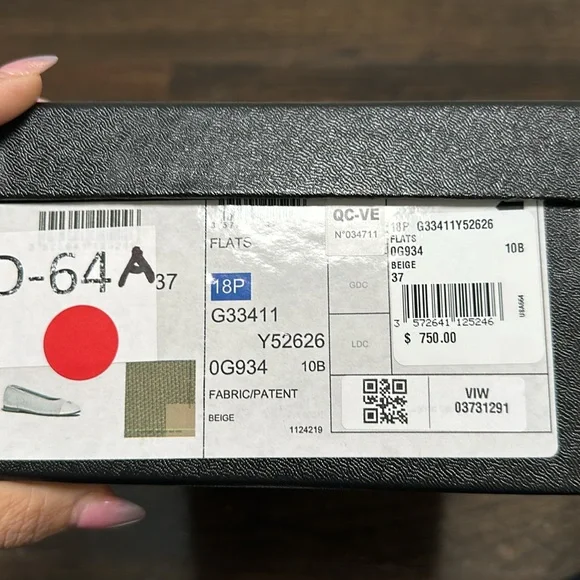 D-64A
37
FLATS
18P
G33411
Y52626
0G934 10B
FABRIC/PATENT
BEIGE
1124219
QC-VE
N°034711
GDC
LDC
18P G33411Y52626
FLATS
0G934 10B
BEIGE
37
3 572641 125246
USA664
$ 750.00
VIW
03731291